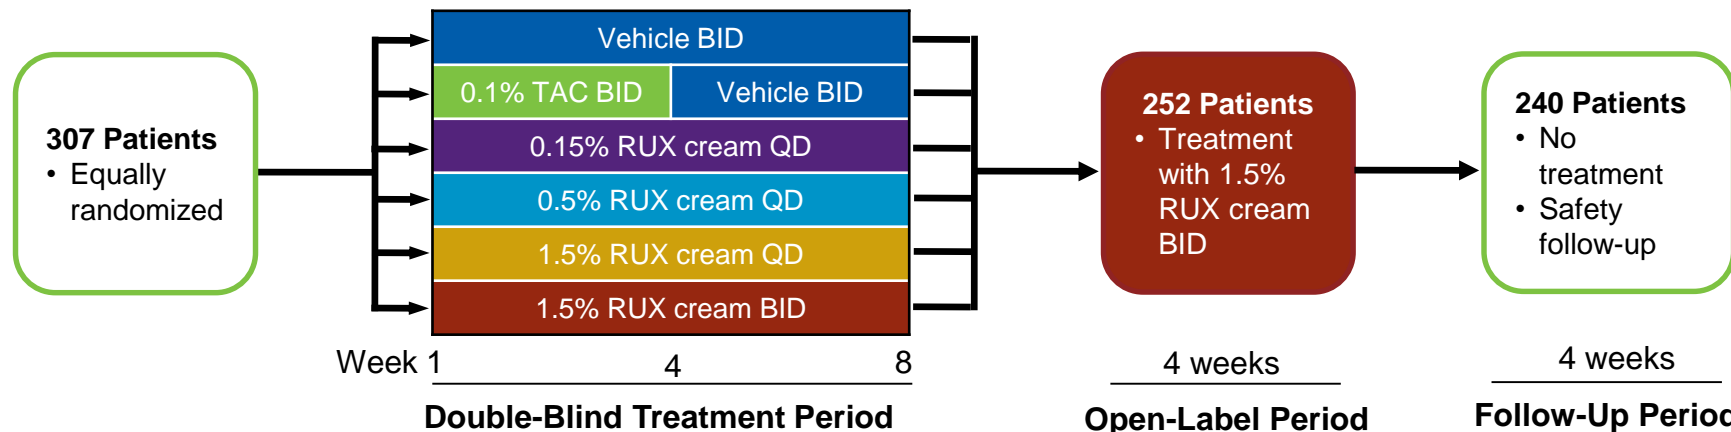 307 Patients
• Equally
randomized
Vehicle BID
0.1% TAC BID
Vehicle BID
0.15% RUX cream QD
0.5% RUX cream QD
1.5% RUX cream QD
1.5% RUX cream BID
Week 1
4
8
Double-Blind Treatment Period
252 Patients
• Treatment
with 1.5%
RUX cream
BID
4 weeks
Open-Label Period
240 Patients
• No
treatment
• Safety
follow-up
4 weeks
Follow-Up Period